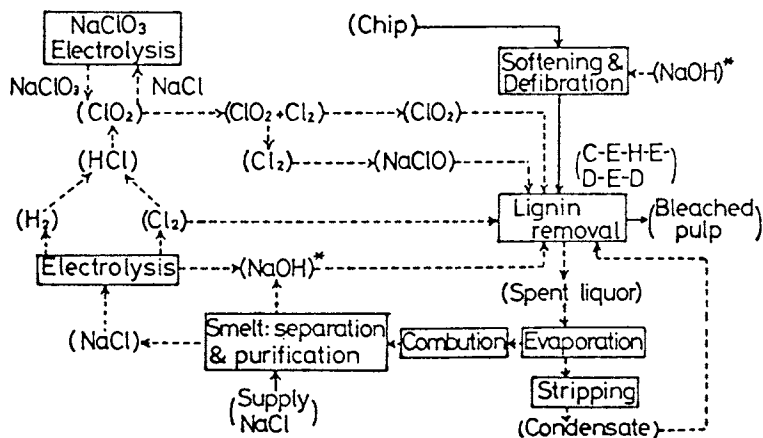 NaClO₃
Electrolysis
(Chip)
Softening &
Defibration
(NaOH)*
NaClO₃
NaCl
(ClO₂)
(ClO₂+Cl₂)
(ClO₂)
(HCl)
(Cl₂)
(NaClO)
(C-E-H-E-
D-E-D)
(H₂)
(Cl₂)
Lignin
removal
(Bleached
pulp)
Electrolysis
(NaOH)*
(Spent liquor)
(NaCl)
Smelt: separation
& purification
Combution
Evaporation
Stripping
(Supply
NaCl)
(Condensate)